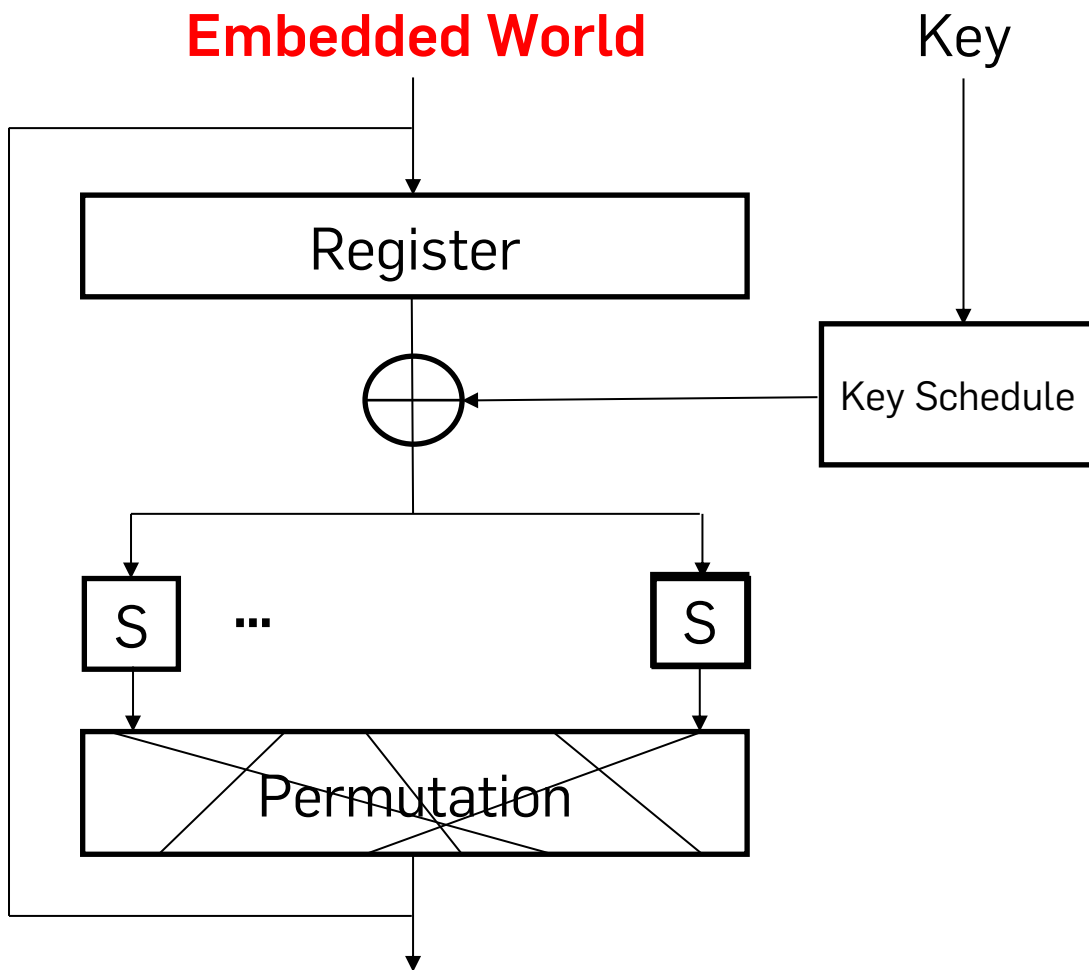 Embedded World
Key
Register
Key Schedule
S
...
S
Permutation